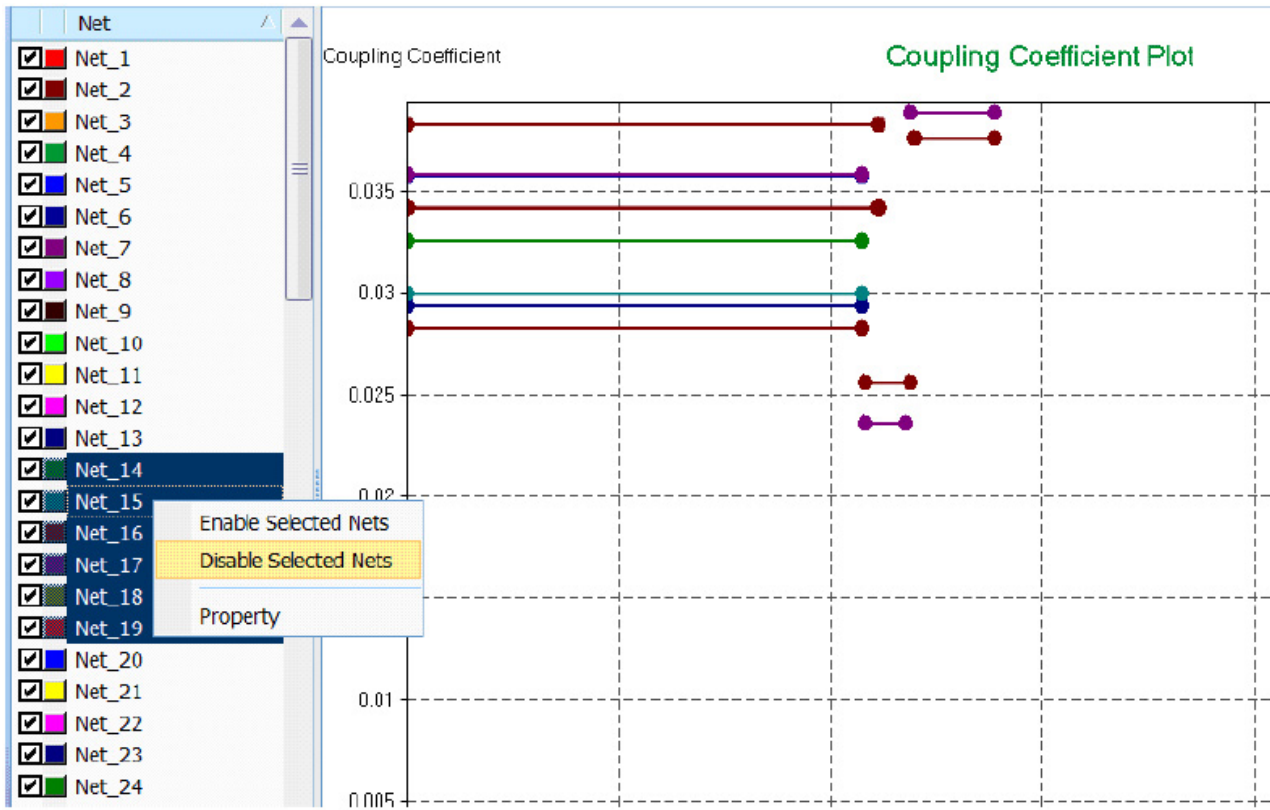 Net
Net_1
Net_2
Net_3
Net_4
Net_5
Net_6
Net_7
Net_8
Net_9
Net_10
Net_11
Net_12
Net_13
Net_14
Net_15
Net_16
Net_17
Net_18
Net_19
Net_20
Net_21
Net_22
Net_23
Net_24
Enable Selected Nets
Disable Selected Nets
Property
Coupling Coefficient
Coupling Coefficient Plot
0.035
0.03
0.025
0.02
0.01
0.005